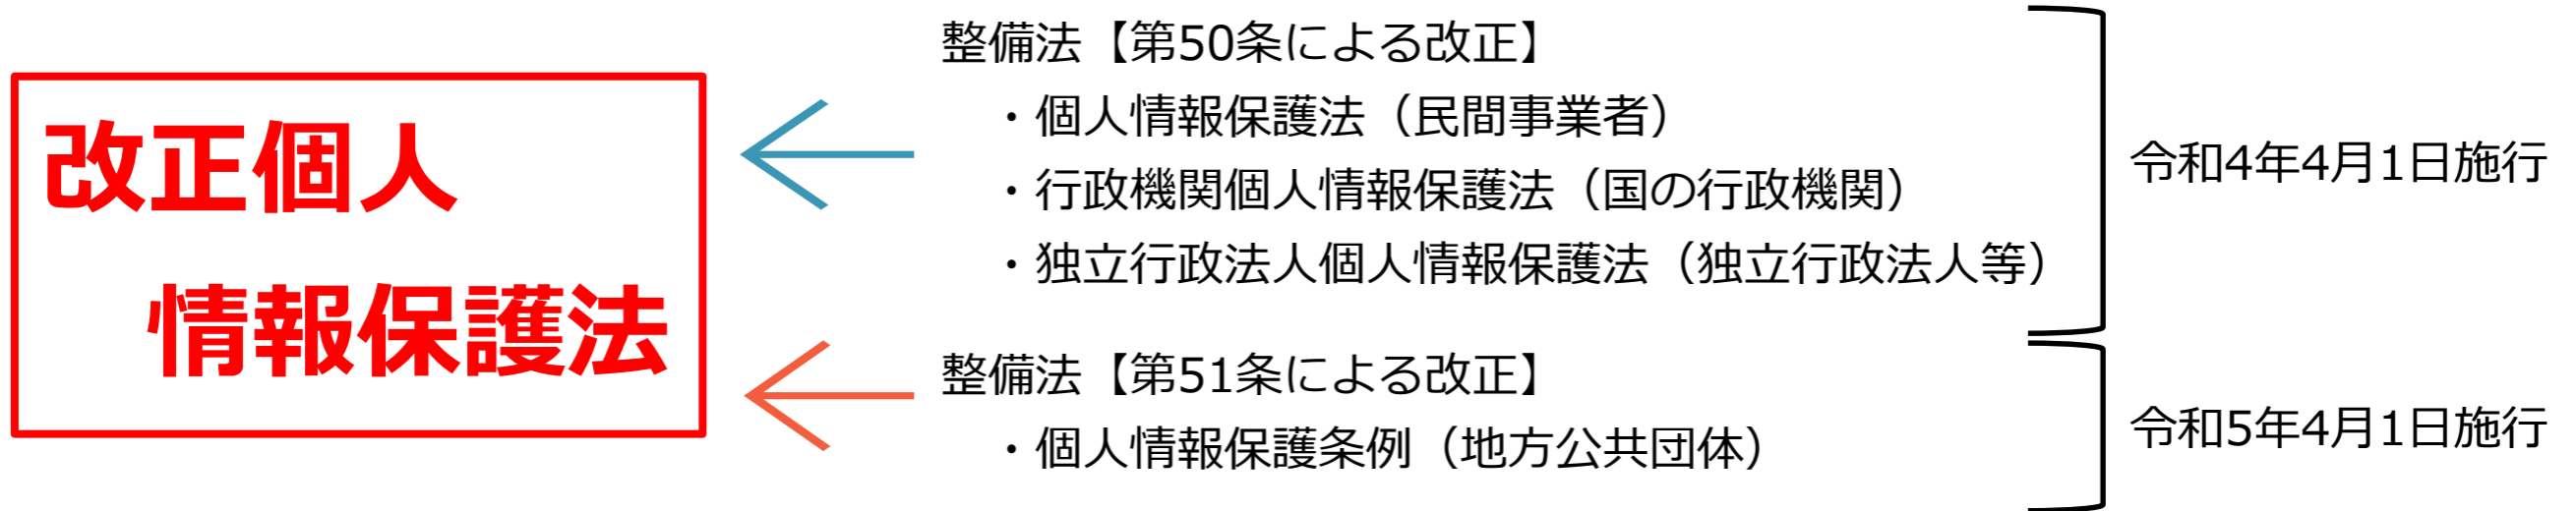 改正個人
情報保護法
整備法【第50条による改正】
・個人情報保護法（民間事業者）
・行政機関個人情報保護法（国の行政機関）
・独立行政法人個人情報保護法（独立行政法人等）
令和4年4月1日施行
整備法【第51条による改正】
・個人情報保護条例（地方公共団体）
令和5年4月1日施行